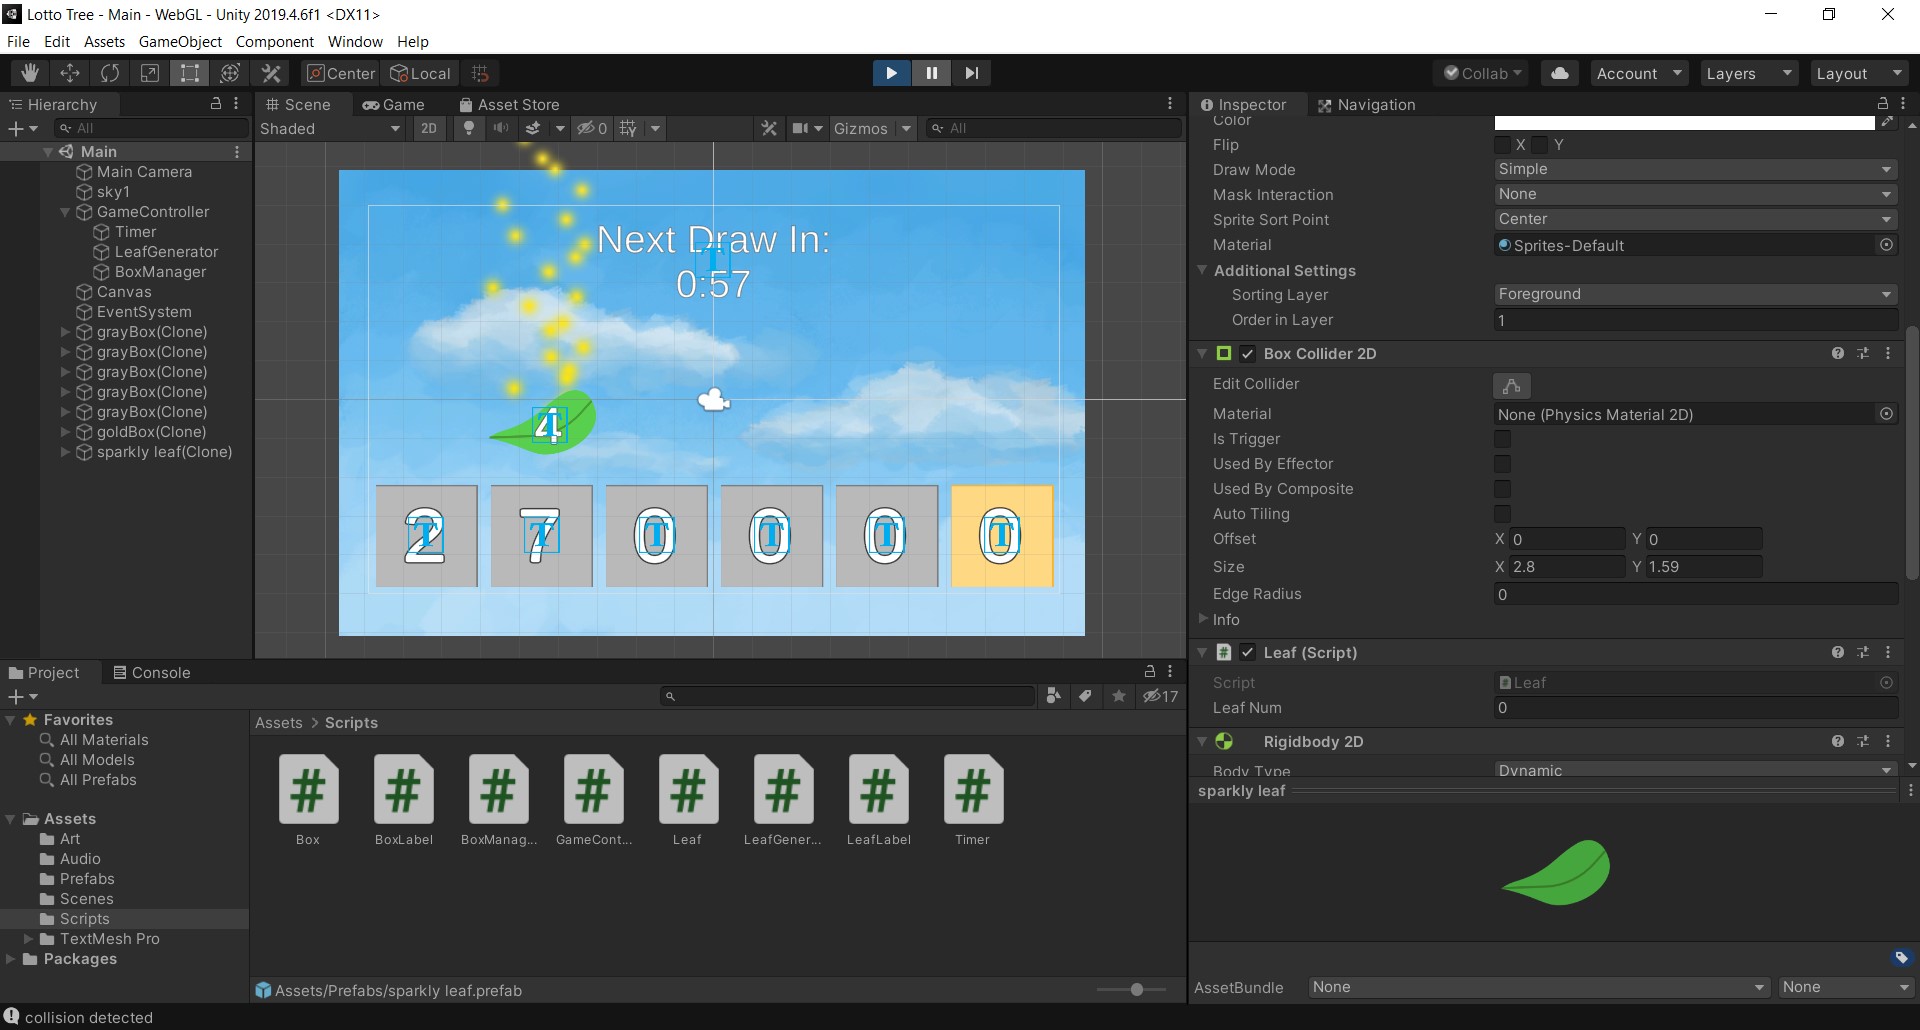 Lotto Tree - Main - WebGL - Unity 2019.4.6f1 <DX11>
File Edit Assets GameObject Component Window Help
Center Local Collab Account Layers Layout
Hierarchy
All
Main
Main Camera
sky1
GameController
Timer
LeafGenerator
BoxManager
Canvas
EventSystem
grayBox(Clone)
grayBox(Clone)
grayBox(Clone)
grayBox(Clone)
grayBox(Clone)
goldBox(Clone)
sparkly leaf(Clone)
Scene Game Asset Store
Shaded 2D 0 Gizmos All
Next Draw In:
T
0:57
4
T
2 7 0 0 0 0
T T T T T T
Inspector Navigation
Color
Flip X Y
Draw Mode Simple
Mask Interaction None
Sprite Sort Point Center
Material Sprites-Default
Additional Settings
Sorting Layer Foreground
Order in Layer 1
Box Collider 2D
Edit Collider
Material None (Physics Material 2D)
Is Trigger
Used By Effector
Used By Composite
Auto Tiling
Offset X 0 Y 0
Size X 2.8 Y 1.59
Edge Radius 0
Info
# Leaf (Script)
Script Leaf
Leaf Num 0
Rigidbody 2D
Body Type Dynamic
sparkly leaf
AssetBundle None None
Project Console
17
Favorites
All Materials
All Models
All Prefabs
Assets
Art
Audio
Prefabs
Scenes
Scripts
TextMesh Pro
Packages
Assets > Scripts
# # # # # # # #
Box BoxLabel BoxManag... GameCont... Leaf LeafGener... LeafLabel Timer
Assets/Prefabs/sparkly leaf.prefab
collision detected